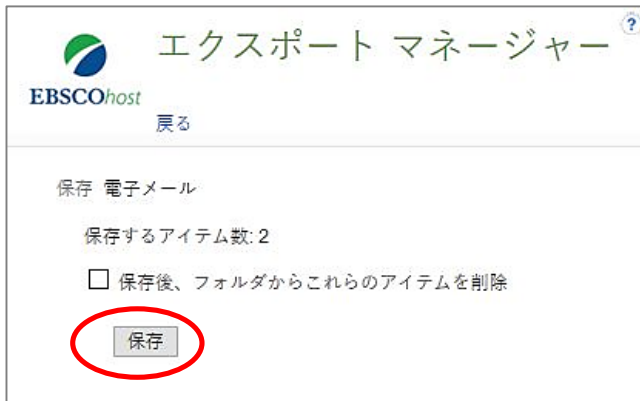 エクスポート マネージャー
?
EBSCOhost
戻る
保存 電子メール
保存するアイテム数: 2
保存後、フォルダからこれらのアイテムを削除
保存